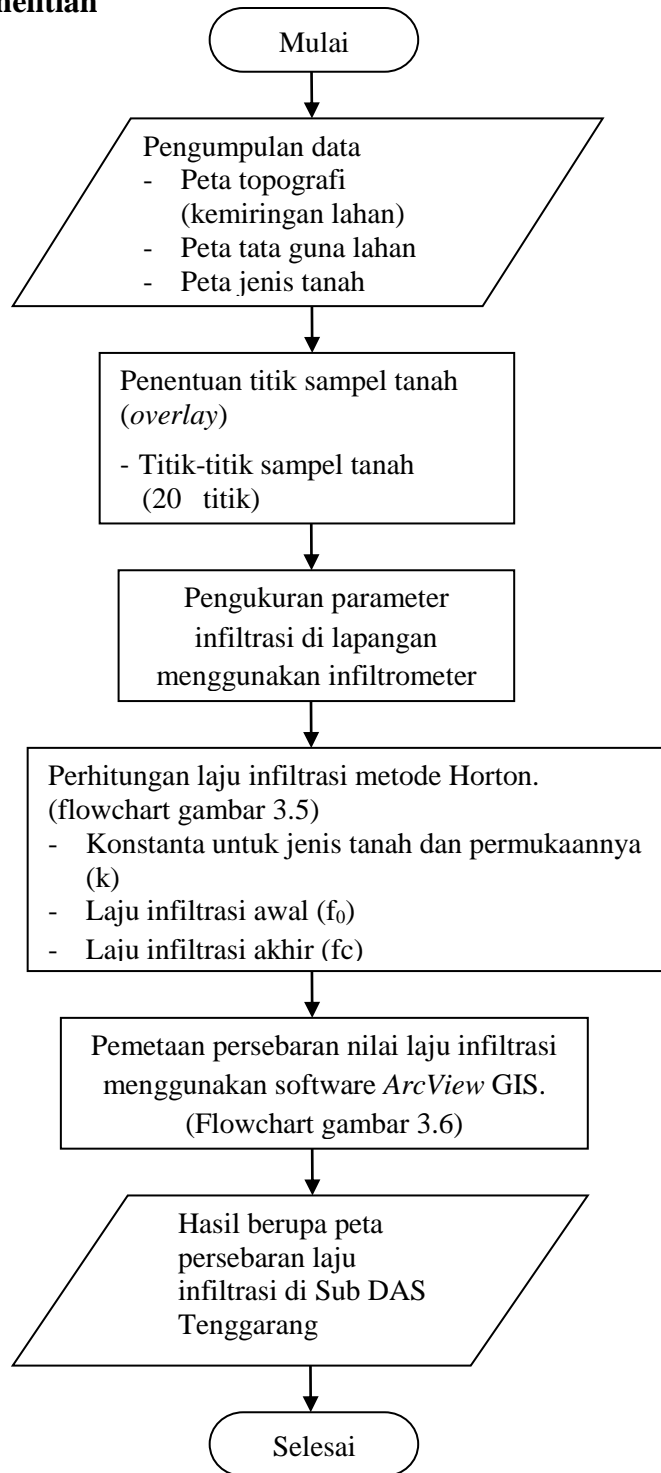 Mulai
Pengumpulan data
- Peta topografi
(kemiringan lahan)
- Peta tata guna lahan
- Peta jenis tanah
Penentuan titik sampel tanah
(overlay)
- Titik-titik sampel tanah
(20 titik)
Pengukuran parameter
infiltrasi di lapangan
menggunakan infiltrometer
Perhitungan laju infiltrasi metode Horton.
(flowchart gambar 3.5)
- Konstanta untuk jenis tanah dan permukaannya
(k)
- Laju infiltrasi awal (f₀)
- Laju infiltrasi akhir (fc)
Pemetaan persebaran nilai laju infiltrasi
menggunakan software ArcView GIS.
(Flowchart gambar 3.6)
Hasil berupa peta
persebaran laju
infiltrasi di Sub DAS
Tenggarang
Selesai